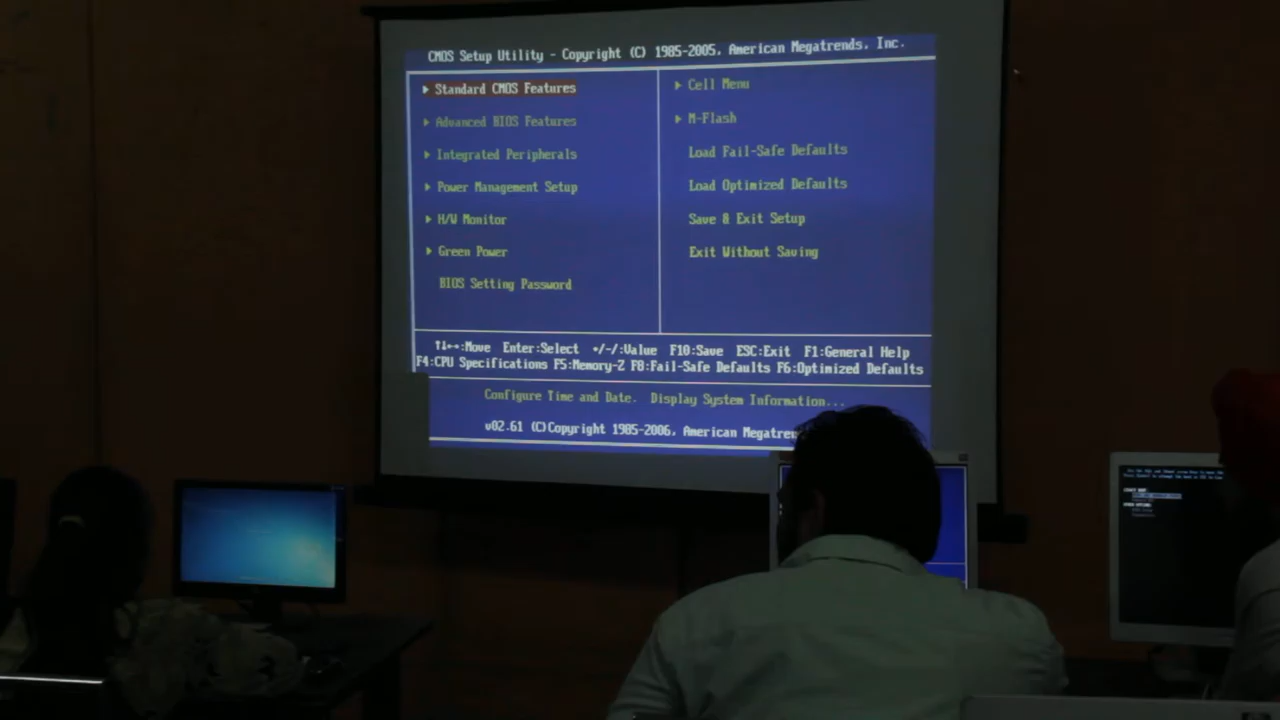 CMOS Setup Utility - Copyright (C) 1985-2005, American Megatrends, Inc.
▶ Standard CMOS Features
▶ Advanced BIOS Features
▶ Integrated Peripherals
▶ Power Management Setup
▶ H/W Monitor
▶ Green Power
BIOS Setting Password
▶ Cell Menu
▶ M-Flash
Load Fail-Safe Defaults
Load Optimized Defaults
Save & Exit Setup
Exit Without Saving
↑↓←→:Move Enter:Select +/-/:Value F10:Save ESC:Exit F1:General Help
F4:CPU Specifications F5:Memory-Z F8:Fail-Safe Defaults F6:Optimized Defaults
Configure Time and Date. Display System Information...
v02.61 (C)Copyright 1985-2006, American